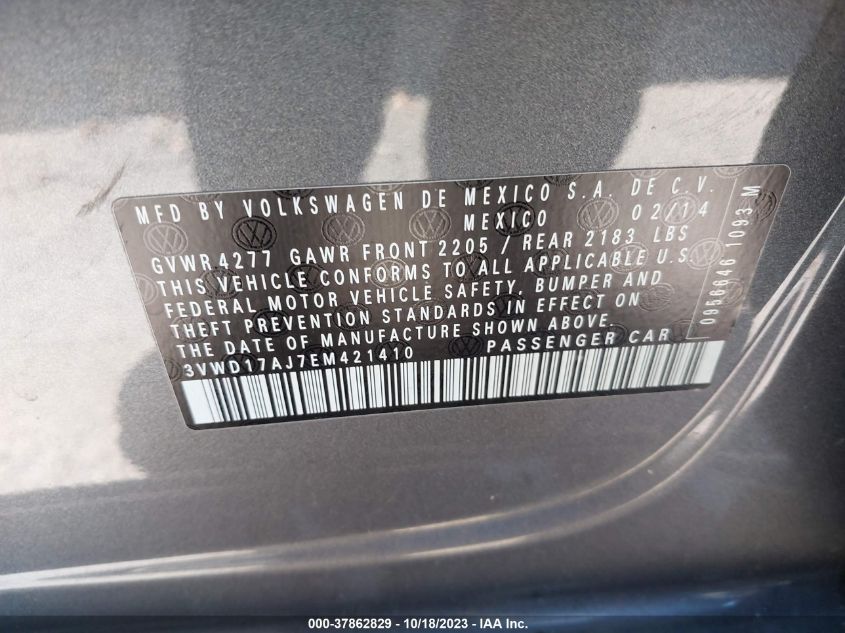 MFD BY VOLKSWAGEN DE MEXICO S.A. DE C.V.
MEXICO 02/14
GVWR4277 GAWR FRONT 2205 / REAR 2183 LBS
THIS VEHICLE CONFORMS TO ALL APPLICABLE U.S.
FEDERAL MOTOR VEHICLE SAFETY, BUMPER AND
THEFT PREVENTION STANDARDS IN EFFECT ON
THE DATE OF MANUFACTURE SHOWN ABOVE.
3VWD17AJ7EM421410 PASSENGER CAR
0956646 1093 M
000-37862829 - 10/18/2023 - IAA Inc.